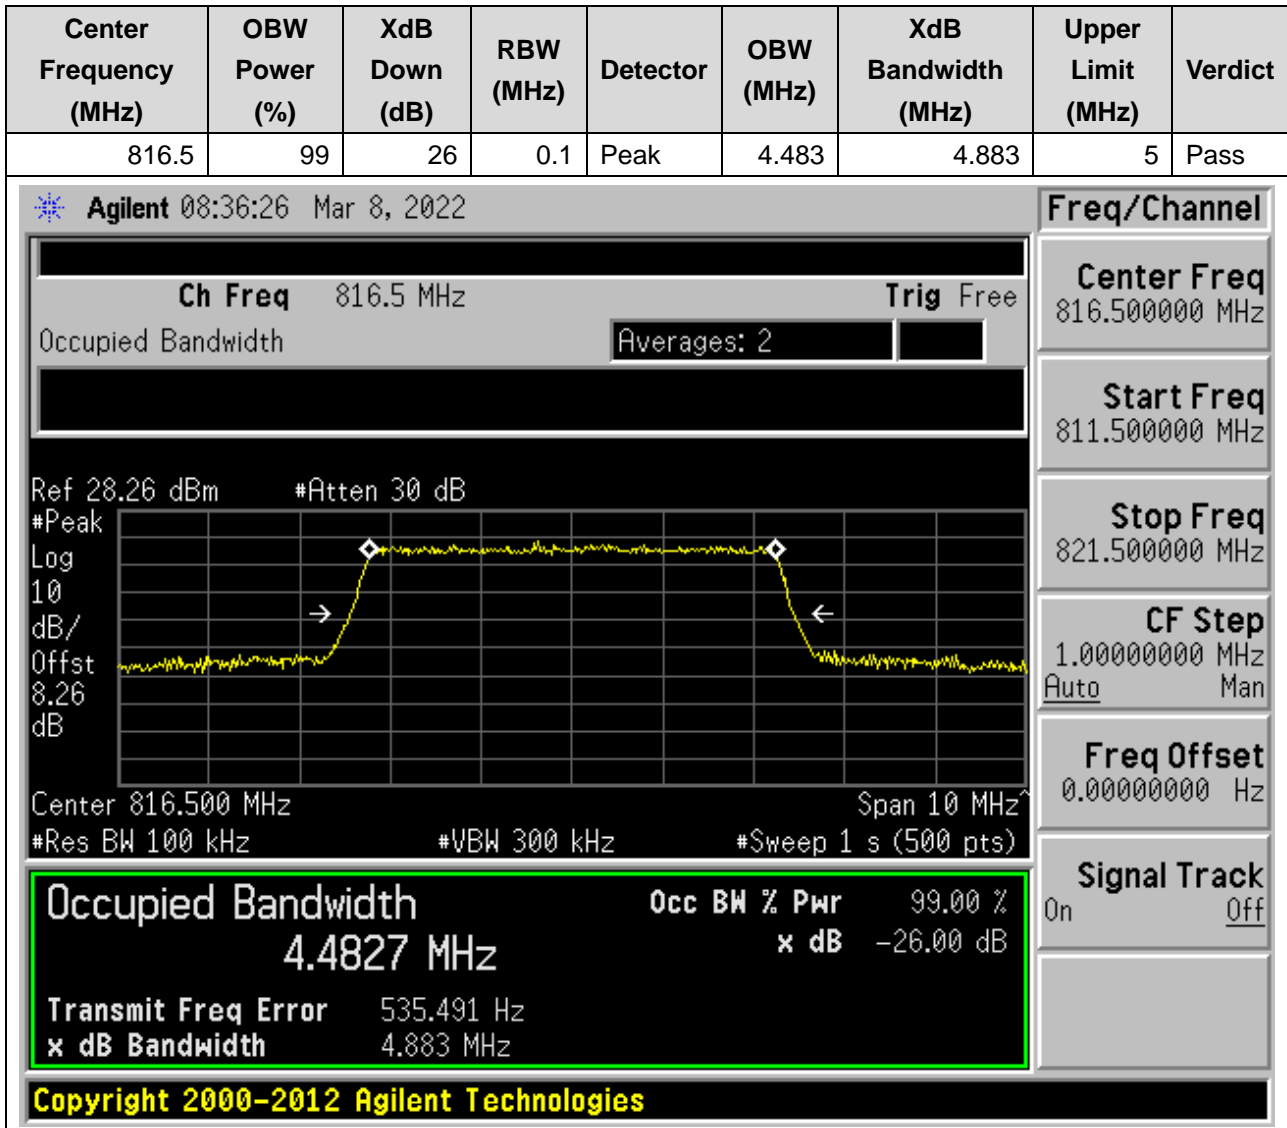 Center Frequency (MHz) OBW Power (%) XdB Down (dB) RBW (MHz) Detector OBW (MHz) XdB Bandwidth (MHz) Upper Limit (MHz) Verdict
816.5 99 26 0.1 Peak 4.483 4.883 5 Pass
Agilent 08:36:26 Mar 8, 2022
Ch Freq 816.5 MHz Trig Free
Occupied Bandwidth Averages: 2
Ref 28.26 dBm #Atten 30 dB
#Peak
Log
10
dB/
Offst
8.26
dB
Center 816.500 MHz Span 10 MHz^
#Res BW 100 kHz #VBW 300 kHz #Sweep 1 s (500 pts)
Occupied Bandwidth Occ BW % Pwr 99.00 %
4.4827 MHz x dB -26.00 dB
Transmit Freq Error 535.491 Hz
x dB Bandwidth 4.883 MHz
Copyright 2000-2012 Agilent Technologies
Freq/Channel
Center Freq
816.500000 MHz
Start Freq
811.500000 MHz
Stop Freq
821.500000 MHz
CF Step
1.00000000 MHz
Auto Man
Freq Offset
0.00000000 Hz
Signal Track
On Off